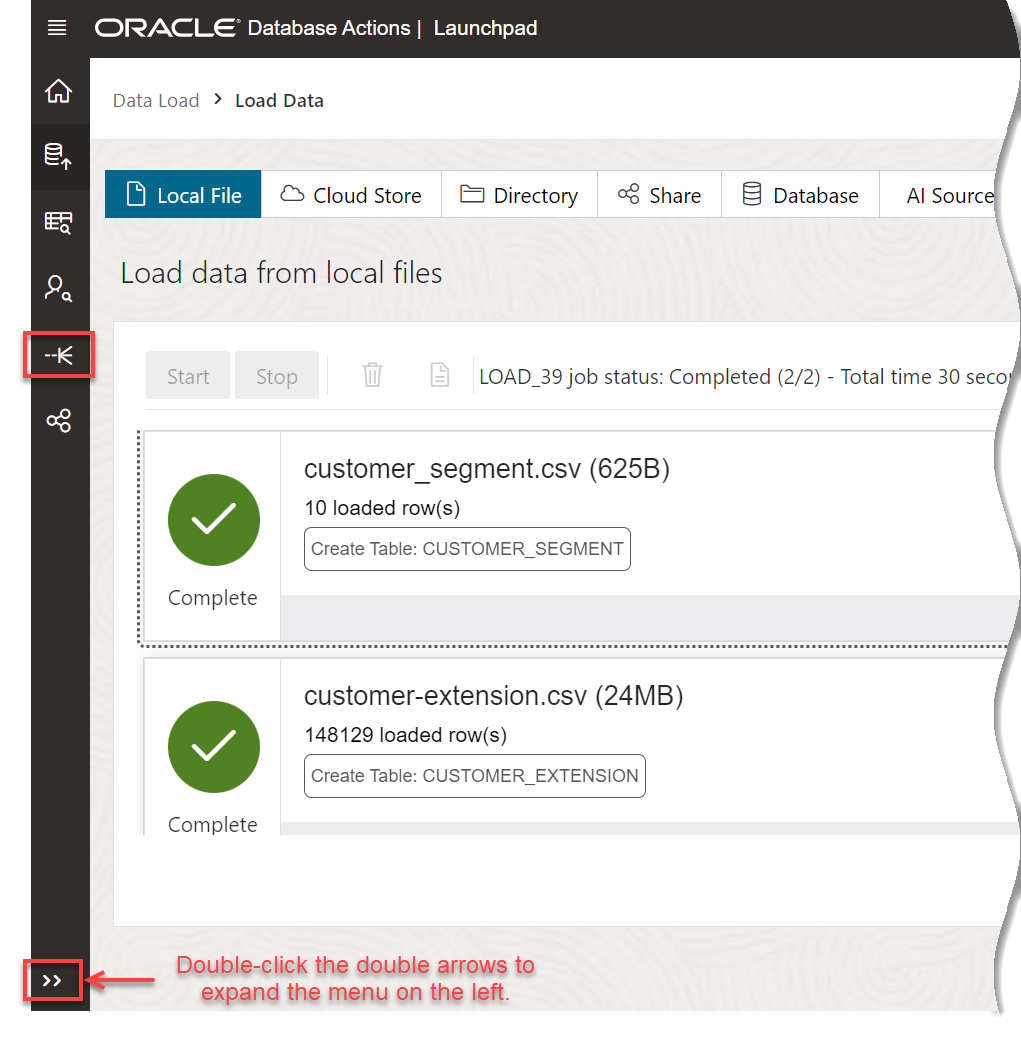 ORACLE® Database Actions | Launchpad
Data Load > Load Data
Local File Cloud Store Directory Share Database AI Source
Load data from local files
Start Stop LOAD_39 job status: Completed (2/2) - Total time 30 seco
customer_segment.csv (625B)
10 loaded row(s)
Create Table: CUSTOMER_SEGMENT
Complete
customer-extension.csv (24MB)
148129 loaded row(s)
Create Table: CUSTOMER_EXTENSION
Complete
Double-click the double arrows to
expand the menu on the left.